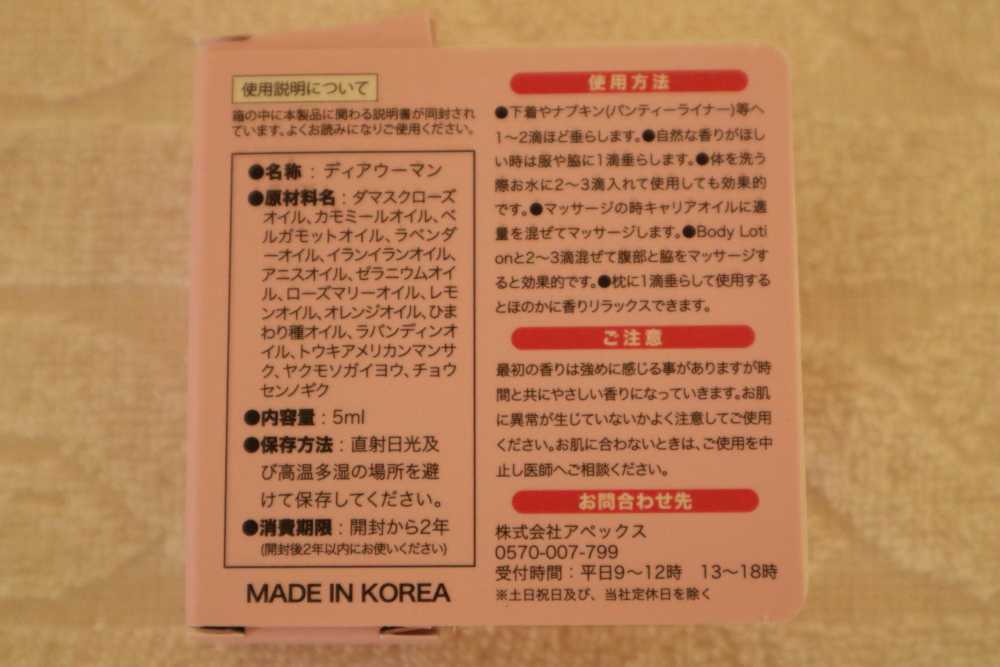 使用説明について
箱の中に本製品に関わる説明書が同封され
ています。よくお読みになりご使用ください。
●名称：ディアウーマン
●原材料名：ダマスクローズ
オイル、カモミールオイル、ベ
ルガモットオイル、ラベンダ
ーオイル、イランイランオイル、
アニスオイル、ゼラニウムオイ
ル、ローズマリーオイル、レモ
ンオイル、オレンジオイル、ひま
わり種オイル、ラバンディンオ
イル、トウキアメリカンマンサ
ク、ヤクモソガイヨウ、チョウ
センノギク
●内容量：5ml
●保存方法：直射日光及
び高温多湿の場所を避
けて保存してください。
●消費期限：開封から2年
(開封後2年以内にお使いください)
MADE IN KOREA
使用方法
●下着やナプキン(パンティーライナー)等へ
1〜2滴ほど垂らします。●自然な香りがほし
い時は服や脇に1滴垂らします。●体を洗う
際お水に2〜3滴入れて使用しても効果的
です。●マッサージの時キャリアオイルに適
量を混ぜてマッサージします。●Body Loti
onと2〜3滴混ぜて腹部と脇をマッサージす
ると効果的です。●枕に1滴垂らして使用する
とほのかに香りリラックスできます。
ご注意
最初の香りは強めに感じる事がありますが時
間と共にやさしい香りになっていきます。お肌
に異常が生じていないかよく注意してご使用
ください。お肌に合わないときは、ご使用を中
止し医師へご相談ください。
お問合わせ先
株式会社アペックス
0570-007-799
受付時間：平日9〜12時 13〜18時
※土日祝日及び、当社定休日を除く